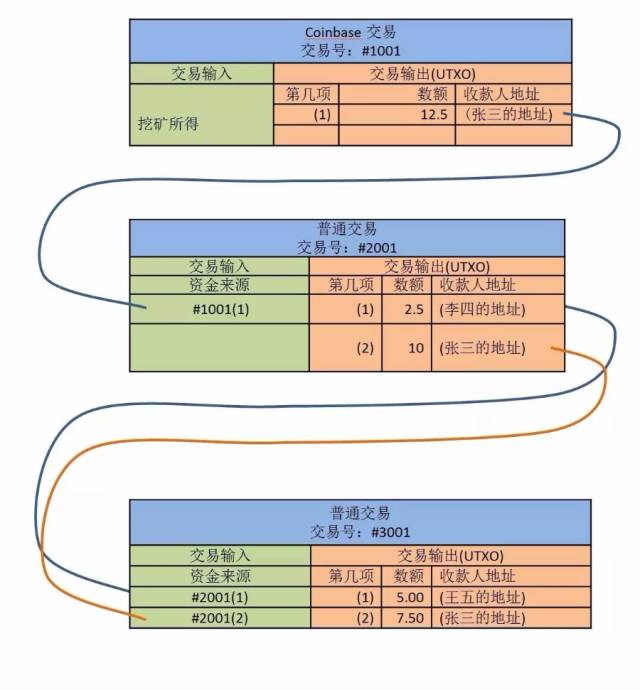 Coinbase 交易
交易号：#1001
交易输入 交易输出(UTXO)
第几项 数额 收款人地址
挖矿所得 (1) 12.5 （张三的地址)
普通交易
交易号：#2001
交易输入 交易输出(UTXO)
资金来源 第几项 数额 收款人地址
#1001(1) (1) 2.5 (李四的地址)
(2) 10 (张三的地址)
普通交易
交易号：#3001
交易输入 交易输出(UTXO)
资金来源 第几项 数额 收款人地址
#2001(1) (1) 5.00 (王五的地址)
#2001(2) (2) 7.50 (张三的地址)